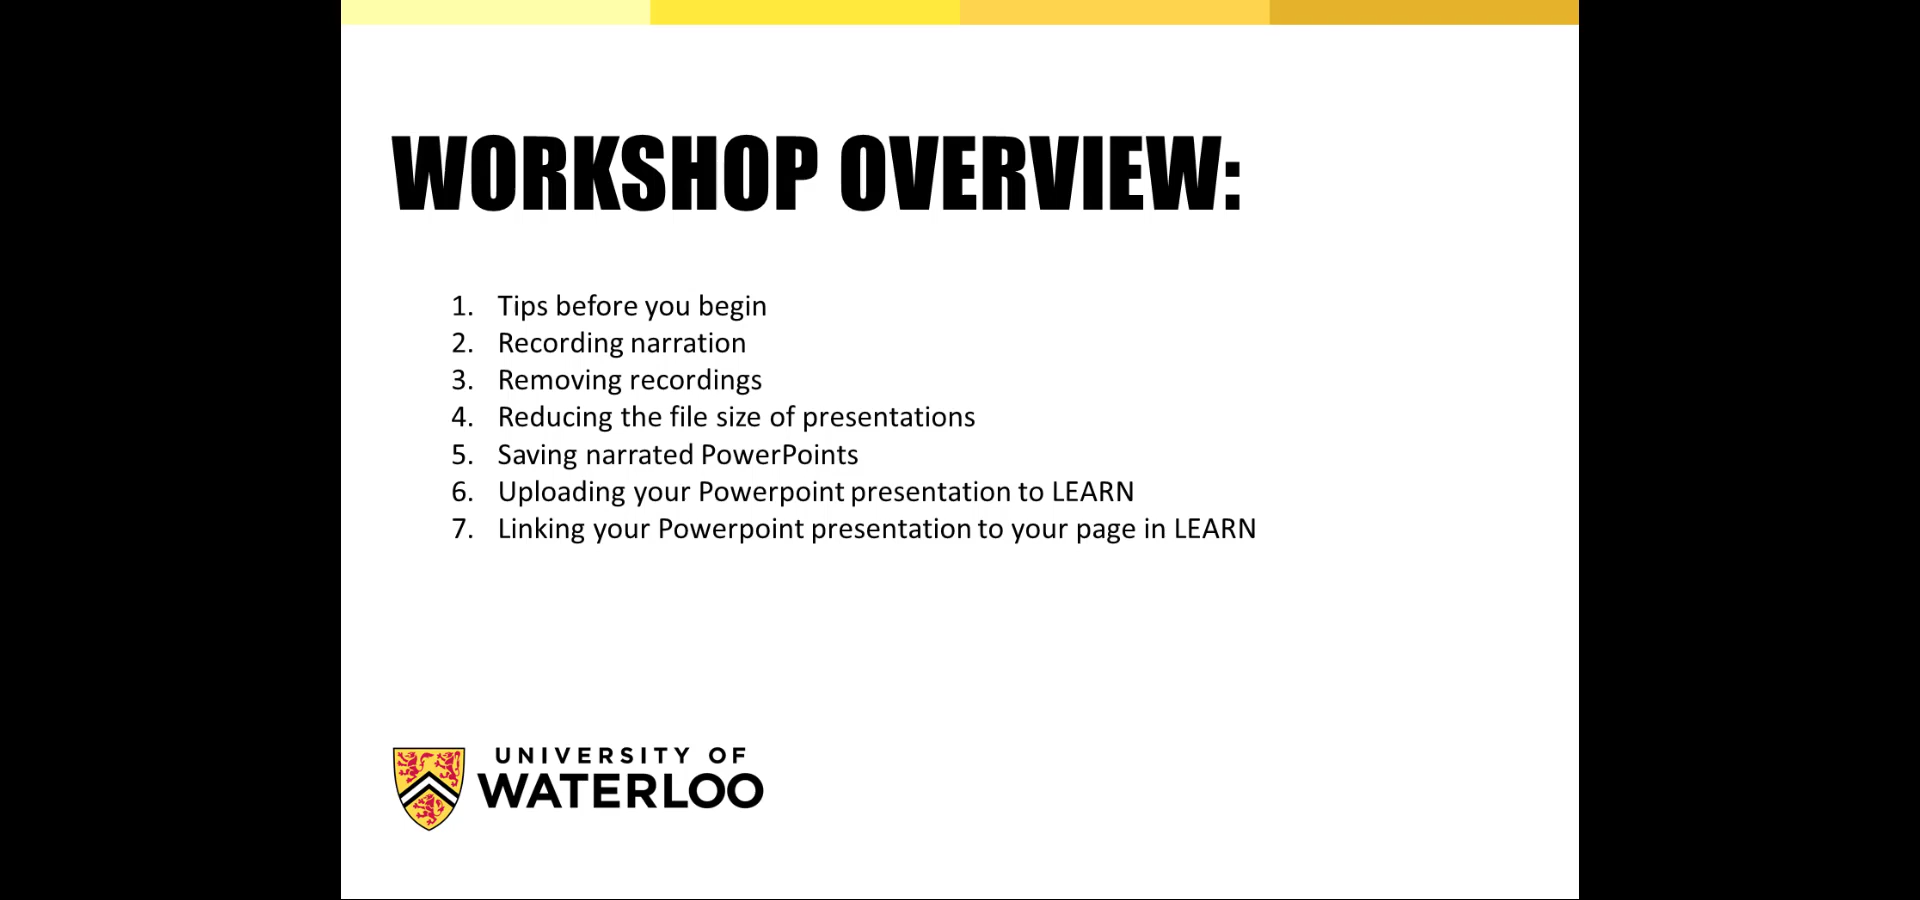 WORKSHOP OVERVIEW:
1. Tips before you begin
2. Recording narration
3. Removing recordings
4. Reducing the file size of presentations
5. Saving narrated PowerPoints
6. Uploading your Powerpoint presentation to LEARN
7. Linking your Powerpoint presentation to your page in LEARN
UNIVERSITY OF
WATERLOO